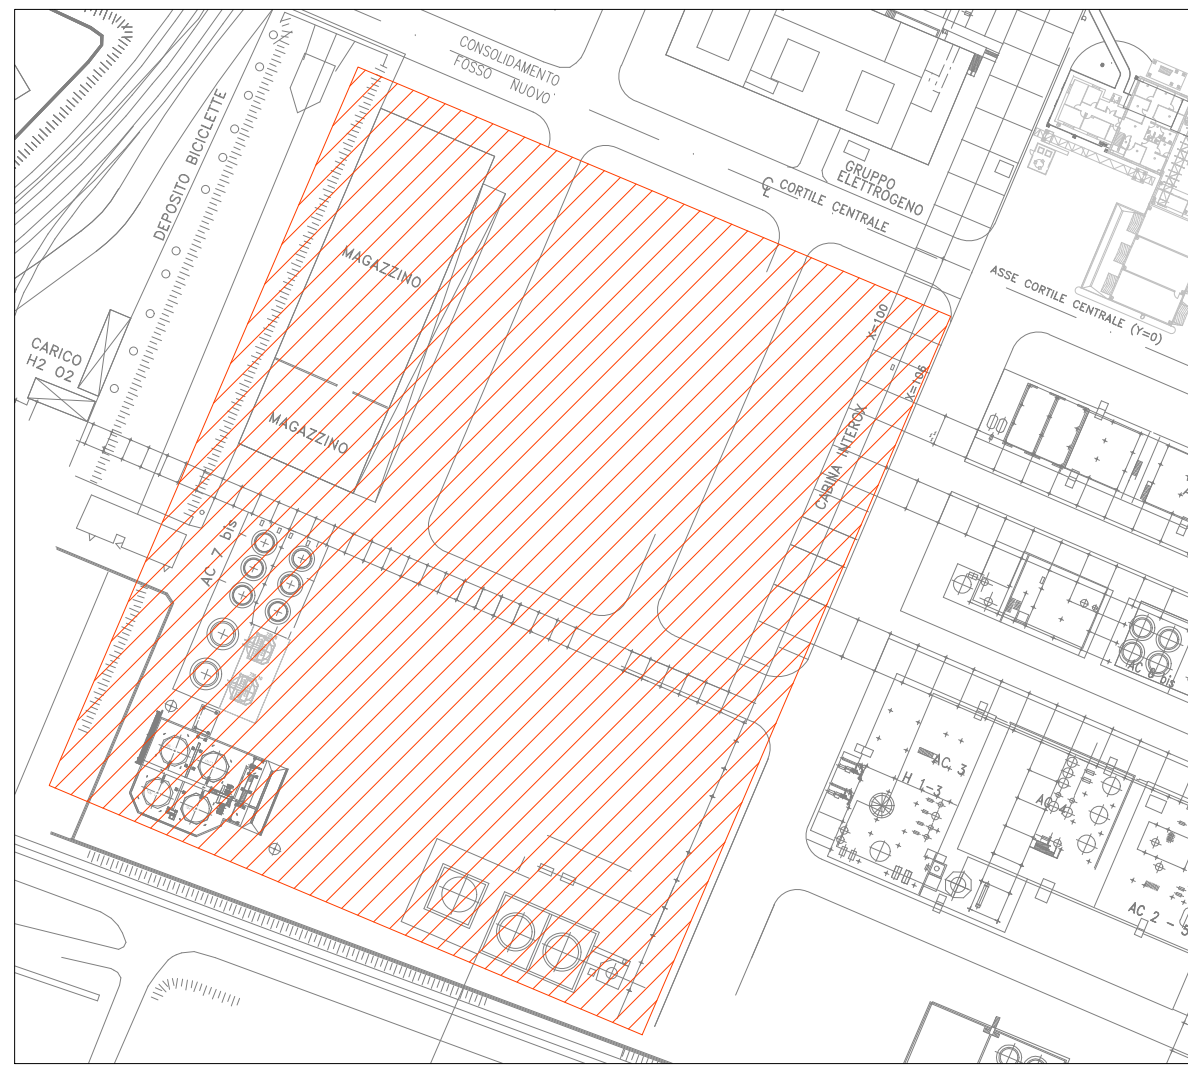 CONSOLIDAMENTO
FOSSO NUOVO
DEPOSITO BICICLETTE
GRUPPO
ELETTROGENO
CORTILE CENTRALE
MAGAZZINO
ASSE CORTILE CENTRALE (Y=0)
X=100
X=106
CARICO
H2 O2
MAGAZZINO
CABINA INTEROX
AC 7 bis
AC 6 bis
AC 3
H 1-3
AC 4
AC 2 - 5